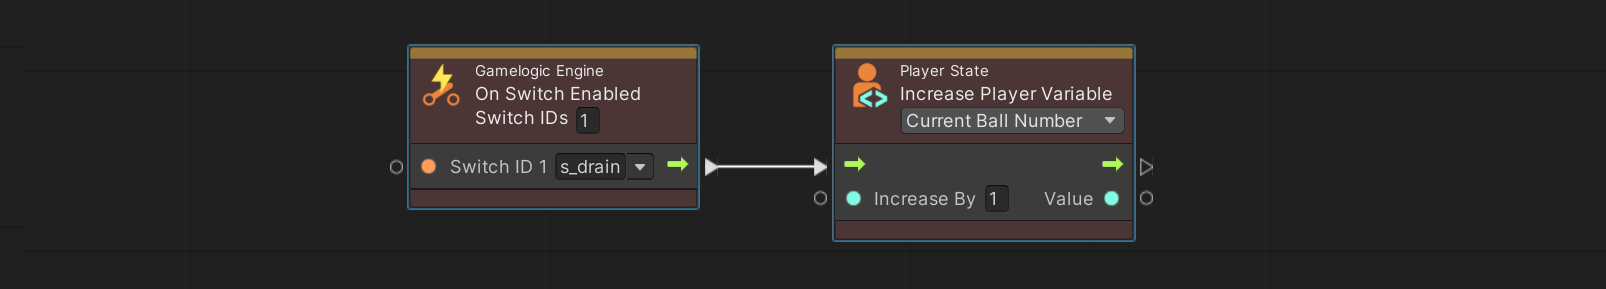 Gamelogic Engine
On Switch Enabled
Switch IDs 1
Switch ID 1 s_drain
Player State
Increase Player Variable
Current Ball Number
Increase By 1 Value